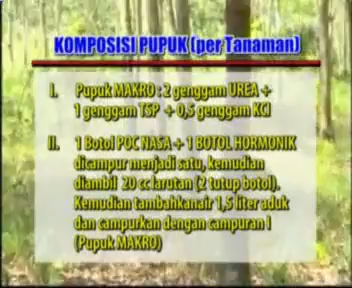 KOMPOSISI PUPUK (per Tanaman)
I. Pupuk MAKRO : 2 genggam UREA +
1 genggam TSP + 0,5 genggam KCl
II. 1 Botol POC NASA + 1 BOTOL HORMONIK
dicampur menjadi satu, kemudian
diambil 20 cc larutan (2 tutup botol).
Kemudian tambahkanair 1,5 liter aduk
dan campurkan dengan campuran I
(Pupuk MAKRO)